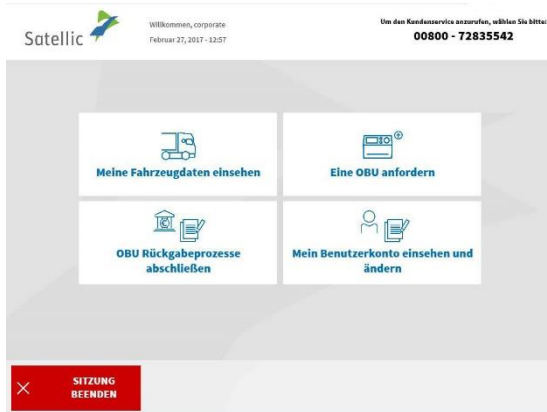 Satellic
Willkommen, corporate
Februar 27, 2017 - 12:57
Um den Kundenservice anzurufen, wählen Sie bitte:
00800 - 72835542
Meine Fahrzeugdaten einsehen
Eine OBU anfordern
OBU Rückgabeprozesse
abschließen
Mein Benutzerkonto einsehen und
ändern
SITZUNG
BEENDEN